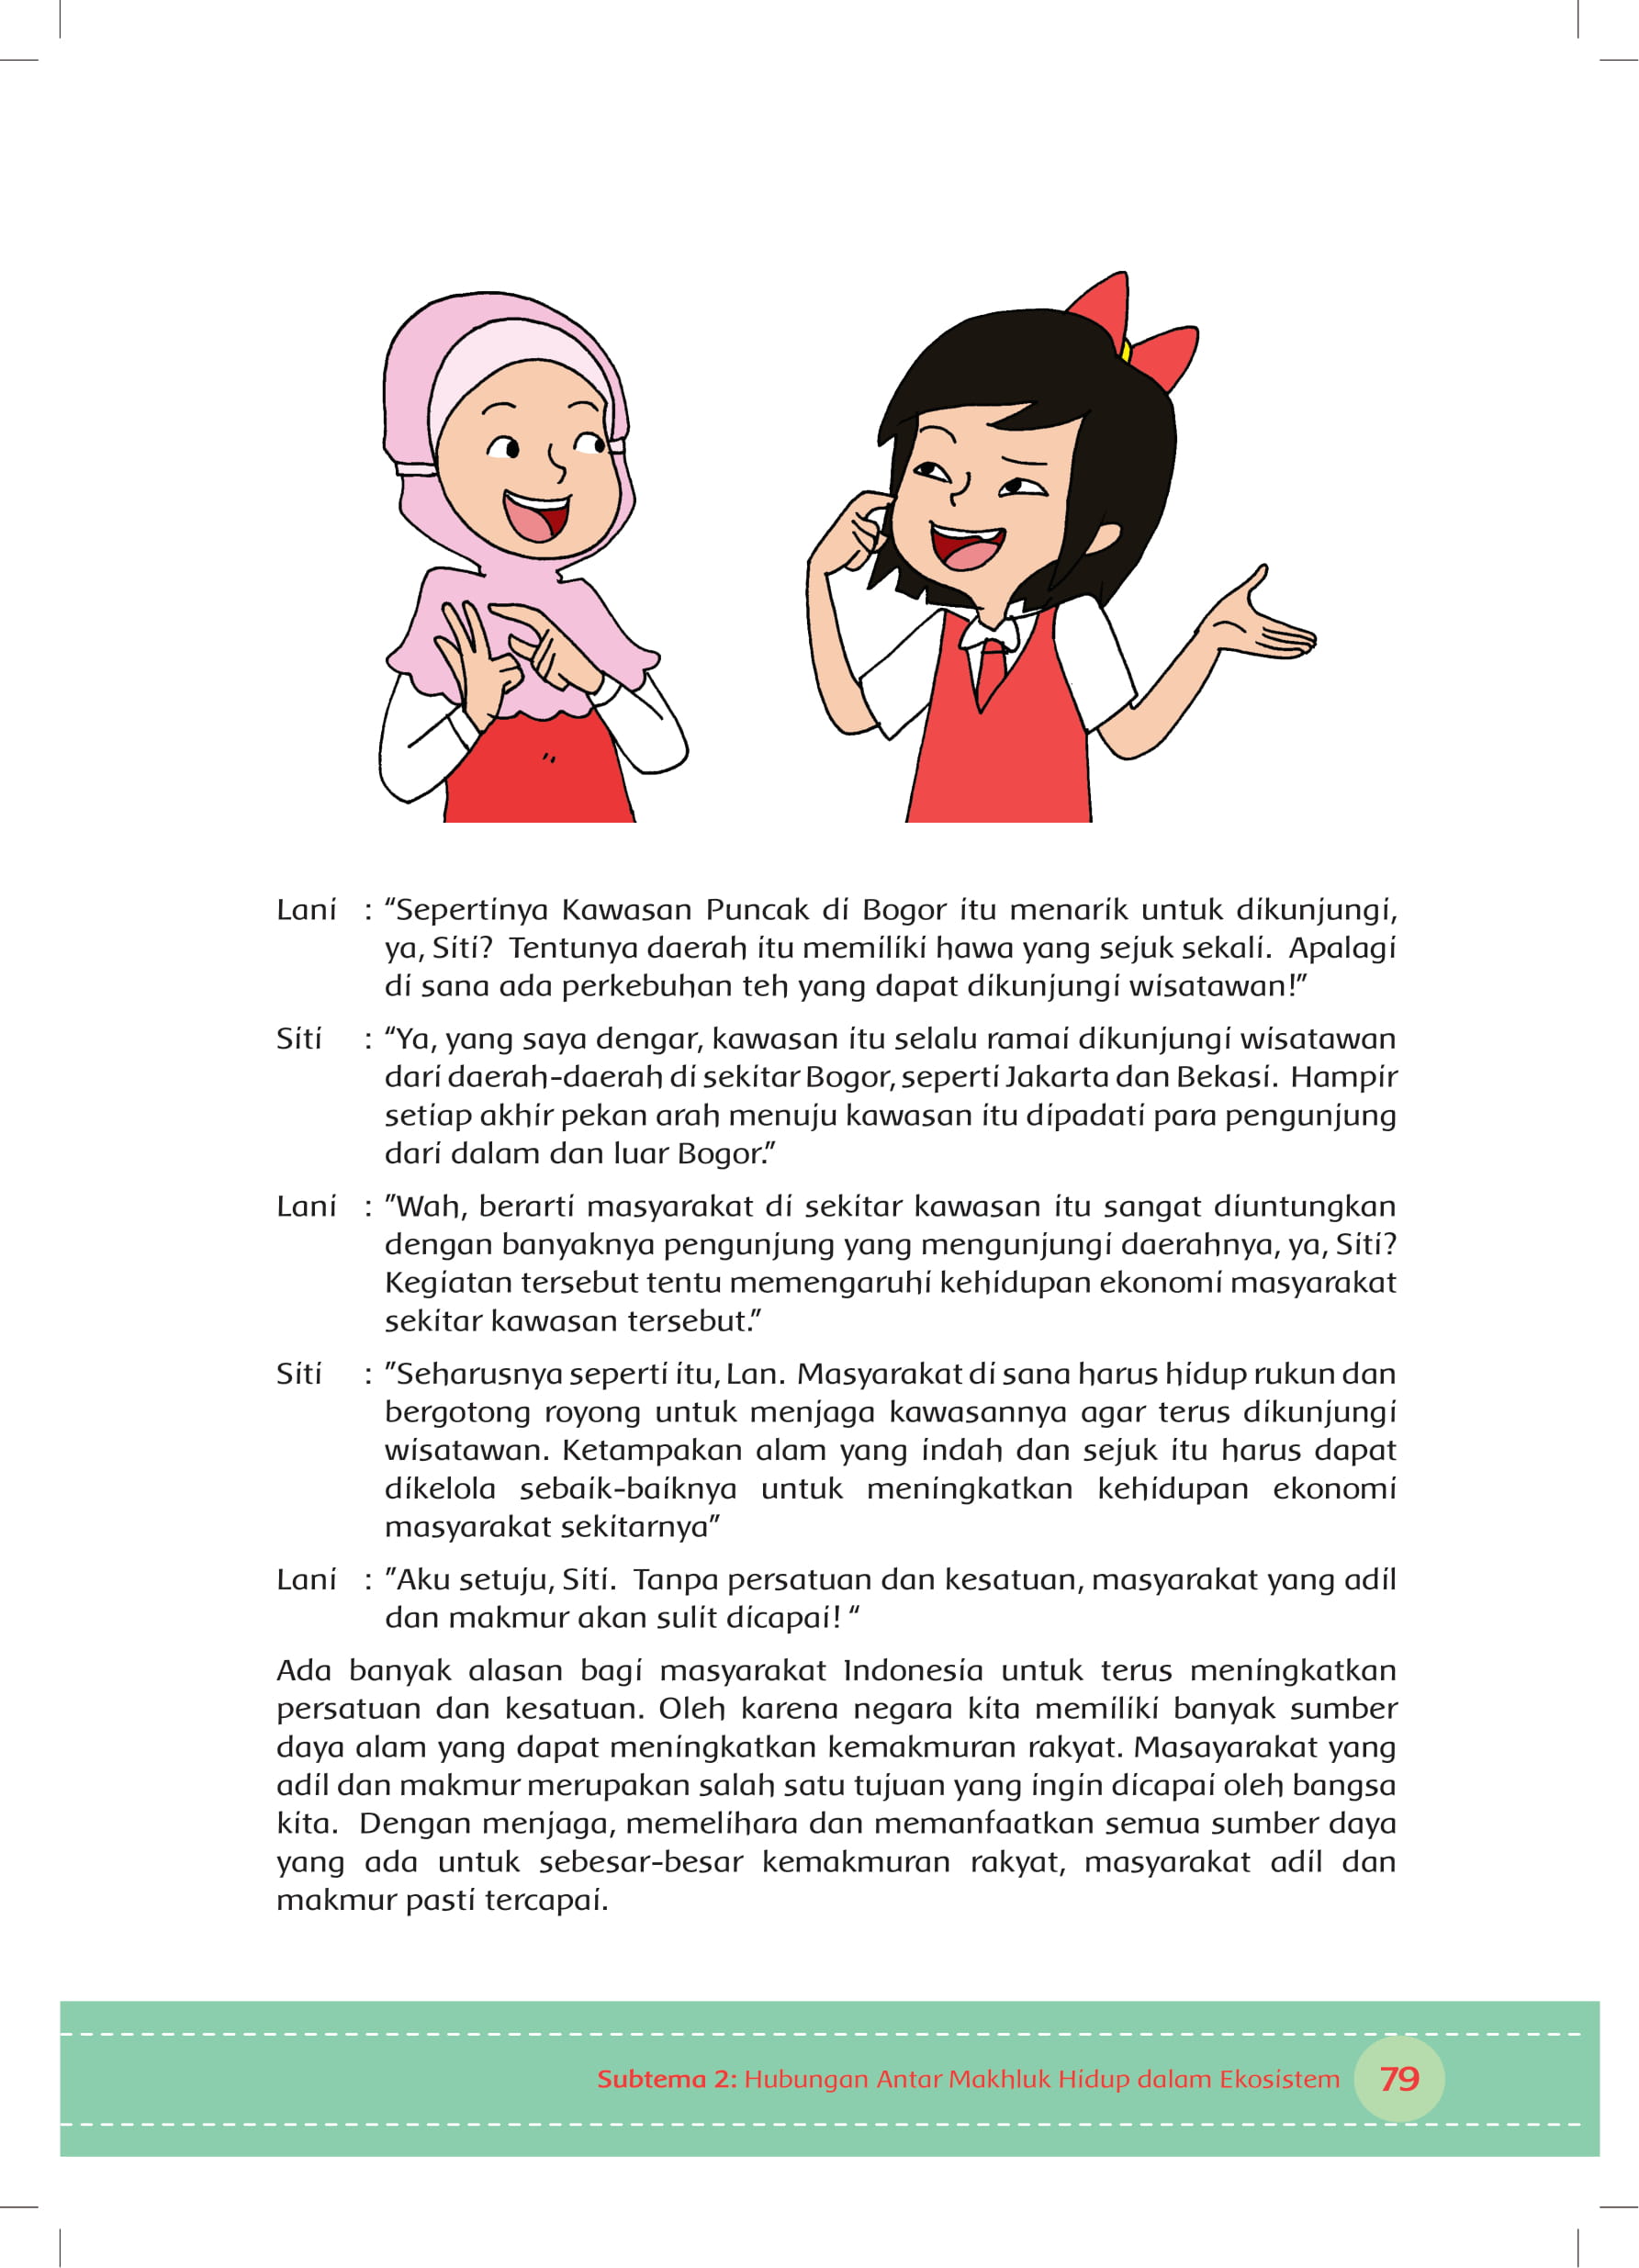 Lani : “Sepertinya Kawasan Puncak di Bogor itu menarik untuk dikunjungi,
ya, Siti? Tentunya daerah itu memiliki hawa yang sejuk sekali. Apalagi
di sana ada perkebuhan teh yang dapat dikunjungi wisatawan!”
Siti : “Ya, yang saya dengar, kawasan itu selalu ramai dikunjungi wisatawan
dari daerah-daerah di sekitar Bogor, seperti Jakarta dan Bekasi. Hampir
setiap akhir pekan arah menuju kawasan itu dipadati para pengunjung
dari dalam dan luar Bogor.”
Lani : ”Wah, berarti masyarakat di sekitar kawasan itu sangat diuntungkan
dengan banyaknya pengunjung yang mengunjungi daerahnya, ya, Siti?
Kegiatan tersebut tentu memengaruhi kehidupan ekonomi masyarakat
sekitar kawasan tersebut.”
Siti : ”Seharusnya seperti itu, Lan. Masyarakat di sana harus hidup rukun dan
bergotong royong untuk menjaga kawasannya agar terus dikunjungi
wisatawan. Ketampakan alam yang indah dan sejuk itu harus dapat
dikelola sebaik-baiknya untuk meningkatkan kehidupan ekonomi
masyarakat sekitarnya”
Lani : ”Aku setuju, Siti. Tanpa persatuan dan kesatuan, masyarakat yang adil
dan makmur akan sulit dicapai! “
Ada banyak alasan bagi masyarakat Indonesia untuk terus meningkatkan
persatuan dan kesatuan. Oleh karena negara kita memiliki banyak sumber
daya alam yang dapat meningkatkan kemakmuran rakyat. Masayarakat yang
adil dan makmur merupakan salah satu tujuan yang ingin dicapai oleh bangsa
kita. Dengan menjaga, memelihara dan memanfaatkan semua sumber daya
yang ada untuk sebesar-besar kemakmuran rakyat, masyarakat adil dan
makmur pasti tercapai.
Subtema 2: Hubungan Antar Makhluk Hidup dalam Ekosistem 79